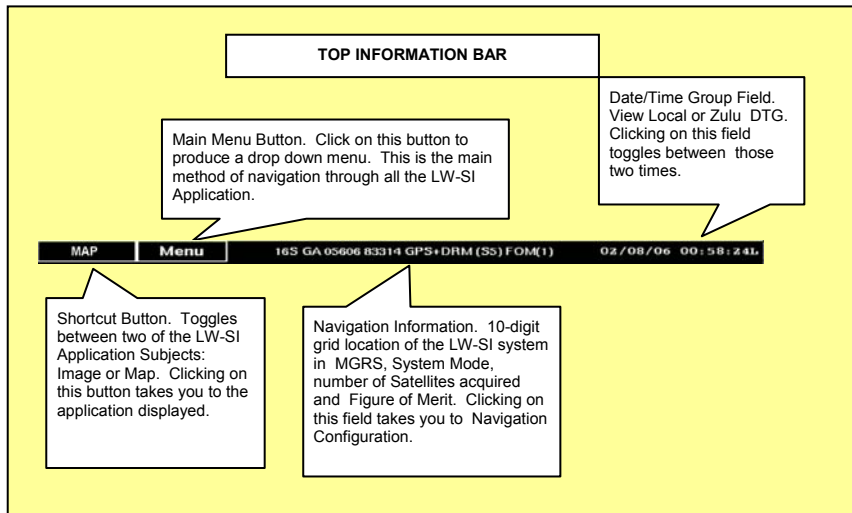 TOP INFORMATION BAR
Date/Time Group Field.
View Local or Zulu DTG.
Clicking on this field
toggles between those
two times.
Main Menu Button. Click on this button to
produce a drop down menu. This is the main
method of navigation through all the LW-SI
Application.
MAP Menu 16S GA 05606 83314 GPS+DRM (S5) FOM(1) 02/08/06 00:58:24L
Shortcut Button. Toggles
between two of the LW-SI
Application Subjects:
Image or Map. Clicking on
this button takes you to the
application displayed.
Navigation Information. 10-digit
grid location of the LW-SI system
in MGRS, System Mode,
number of Satellites acquired
and Figure of Merit. Clicking on
this field takes you to Navigation
Configuration.